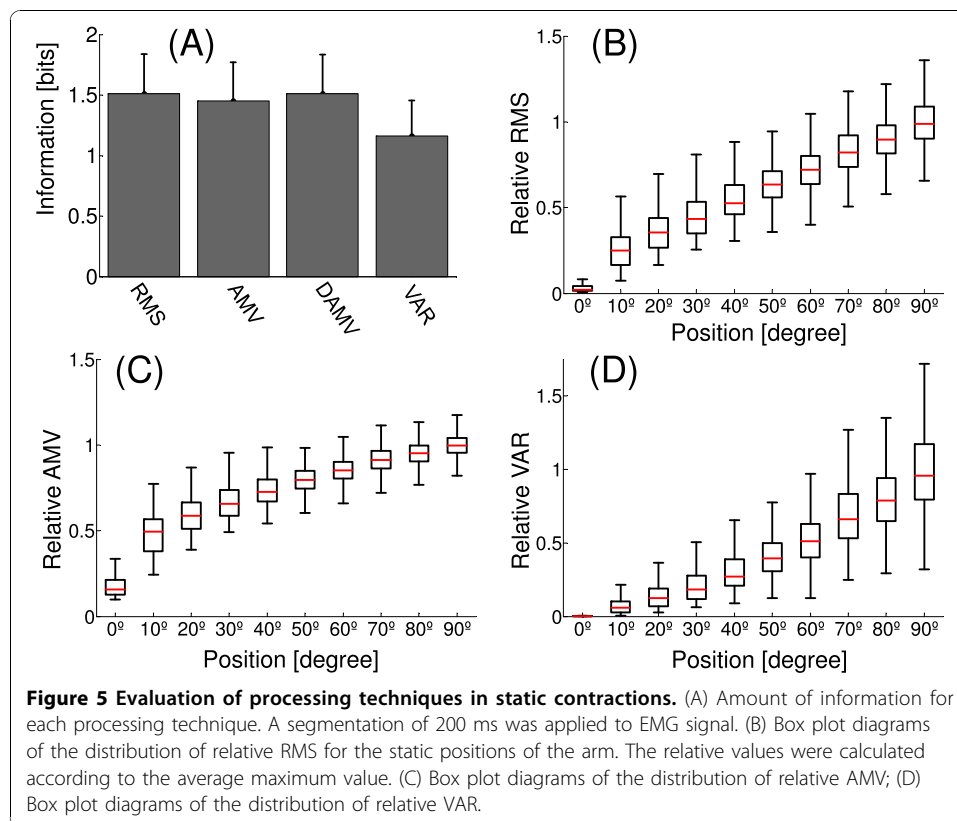 (A)
Information [bits]
2
1.5
1
0.5
0
RMS
AMV
DAMV
VAR
(B)
Relative RMS
1.5
1
0.5
0
0º 10º 20º 30º 40º 50º 60º 70º 80º 90º
Position [degree]
(C)
Relative AMV
1.5
1
0.5
0
0º 10º 20º 30º 40º 50º 60º 70º 80º 90º
Position [degree]
(D)
Relative VAR
1.5
1
0.5
0
0º 10º 20º 30º 40º 50º 60º 70º 80º 90º
Position [degree]
Figure 5 Evaluation of processing techniques in static contractions. (A) Amount of information for
each processing technique. A segmentation of 200 ms was applied to EMG signal. (B) Box plot diagrams
of the distribution of relative RMS for the static positions of the arm. The relative values were calculated
according to the average maximum value. (C) Box plot diagrams of the distribution of relative AMV; (D)
Box plot diagrams of the distribution of relative VAR.